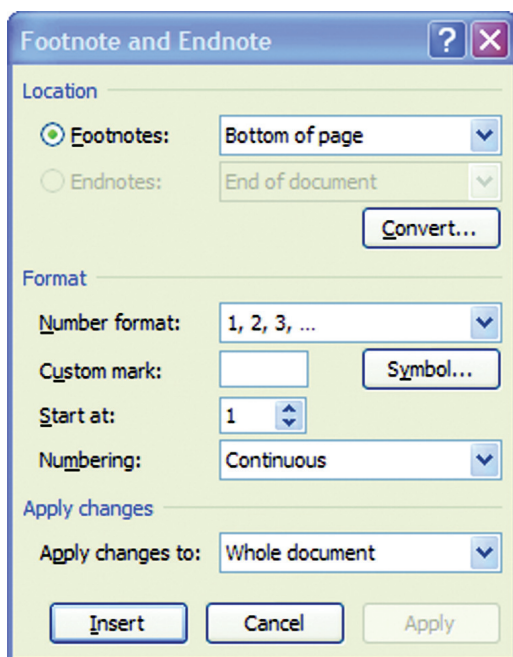 Footnote and Endnote ?
Location
Footnotes: Bottom of page
Endnotes: End of document
Convert...
Format
Number format: 1, 2, 3, ...
Custom mark: Symbol...
Start at: 1
Numbering: Continuous
Apply changes
Apply changes to: Whole document
Insert Cancel Apply